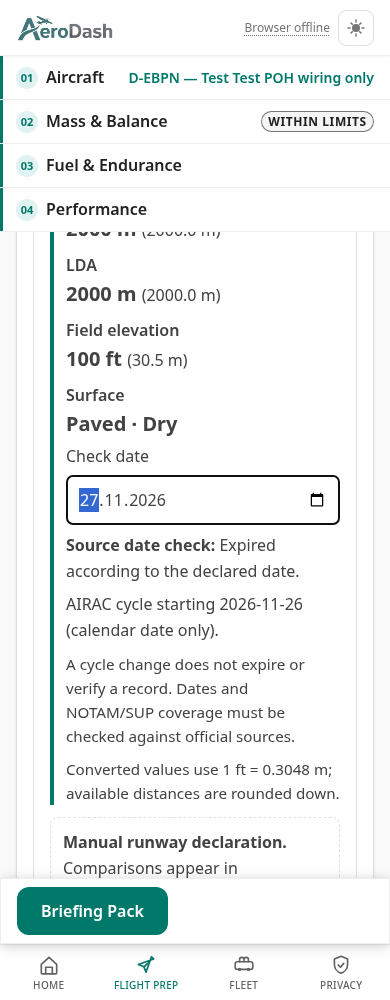 AeroDash
Browser offline
01 Aircraft D-EBPN — Test Test POH wiring only
02 Mass & Balance WITHIN LIMITS
03 Fuel & Endurance
04 Performance
2000 m (2000.0 m)
LDA
2000 m (2000.0 m)
Field elevation
100 ft (30.5 m)
Surface
Paved · Dry
Check date
27.11.2026
Source date check: Expired
according to the declared date.
AIRAC cycle starting 2026-11-26
(calendar date only).
A cycle change does not expire or
verify a record. Dates and
NOTAM/SUP coverage must be
checked against official sources.
Converted values use 1 ft = 0.3048 m;
available distances are rounded down.
Manual runway declaration.
Comparisons appear in
Briefing Pack
HOME FLIGHT PREP FLEET PRIVACY